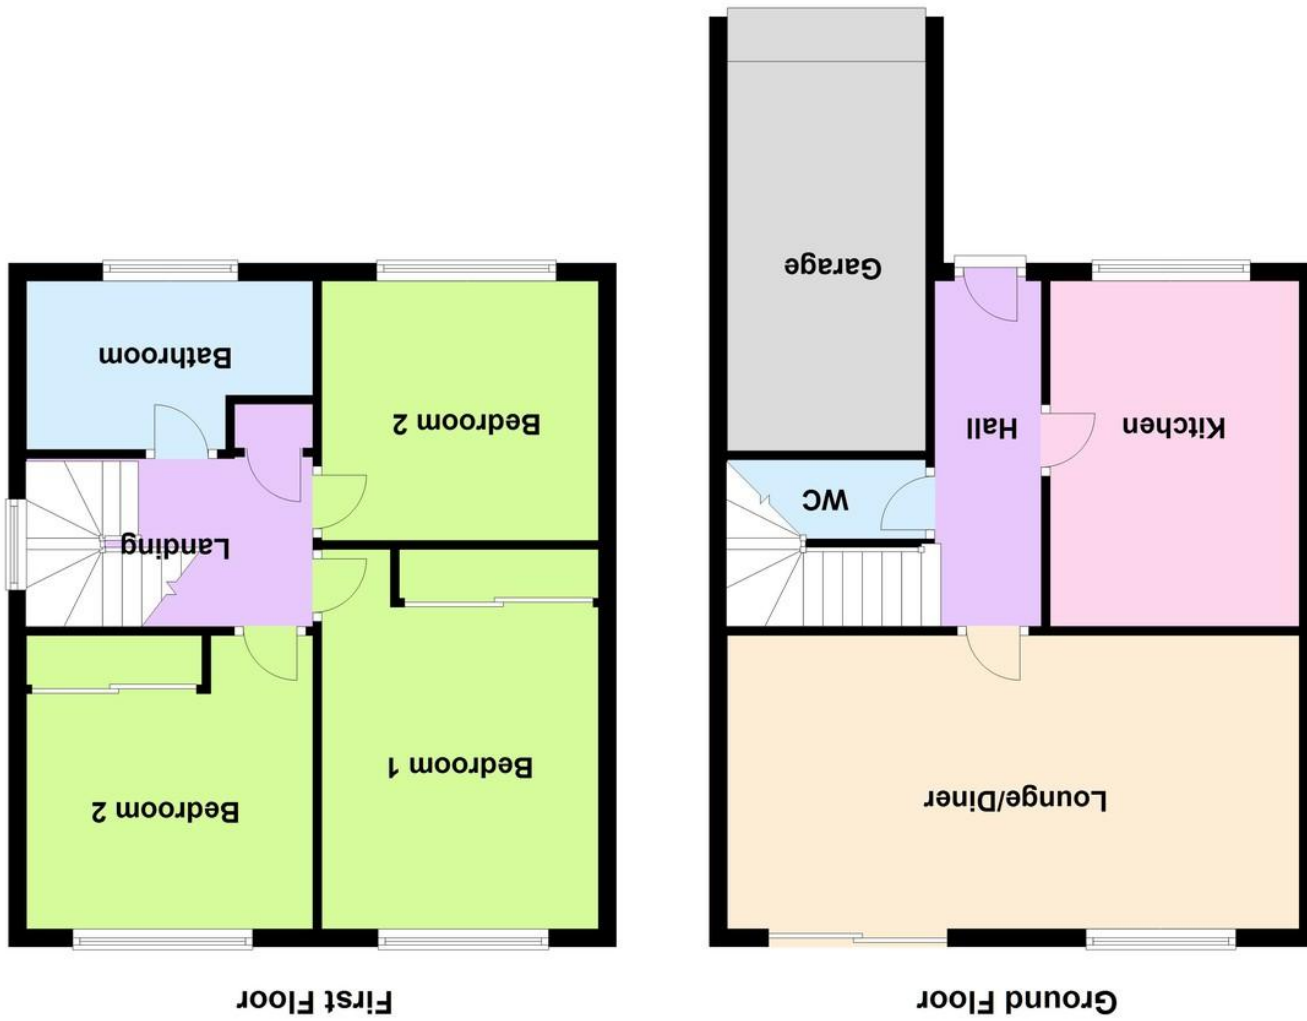 Ground Floor
Lounge/Diner
Kitchen
Hall
WC
Garage
First Floor
Bedroom 2
Bedroom 1
Landing
Bedroom 2
Bathroom